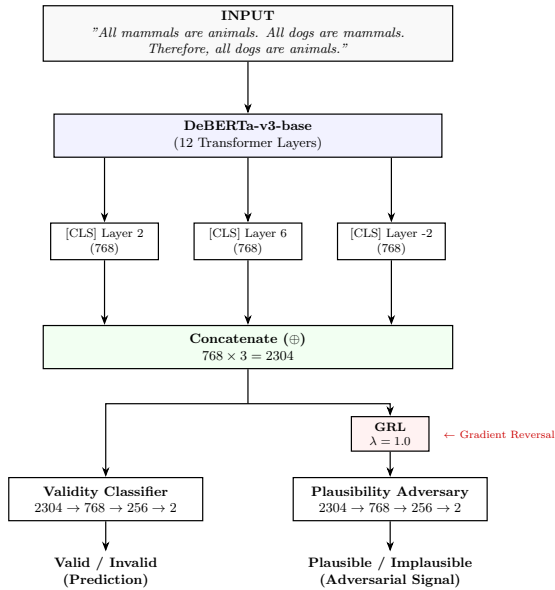 INPUT
"All mammals are animals. All dogs are mammals.
Therefore, all dogs are animals."
DeBERTa-v3-base
(12 Transformer Layers)
[CLS] Layer 2
(768)
[CLS] Layer 6
(768)
[CLS] Layer -2
(768)
Concatenate (⊕)
768 × 3 = 2304
GRL
λ = 1.0
← Gradient Reversal
Validity Classifier
2304 → 768 → 256 → 2
Plausibility Adversary
2304 → 768 → 256 → 2
Valid / Invalid
(Prediction)
Plausible / Implausible
(Adversarial Signal)